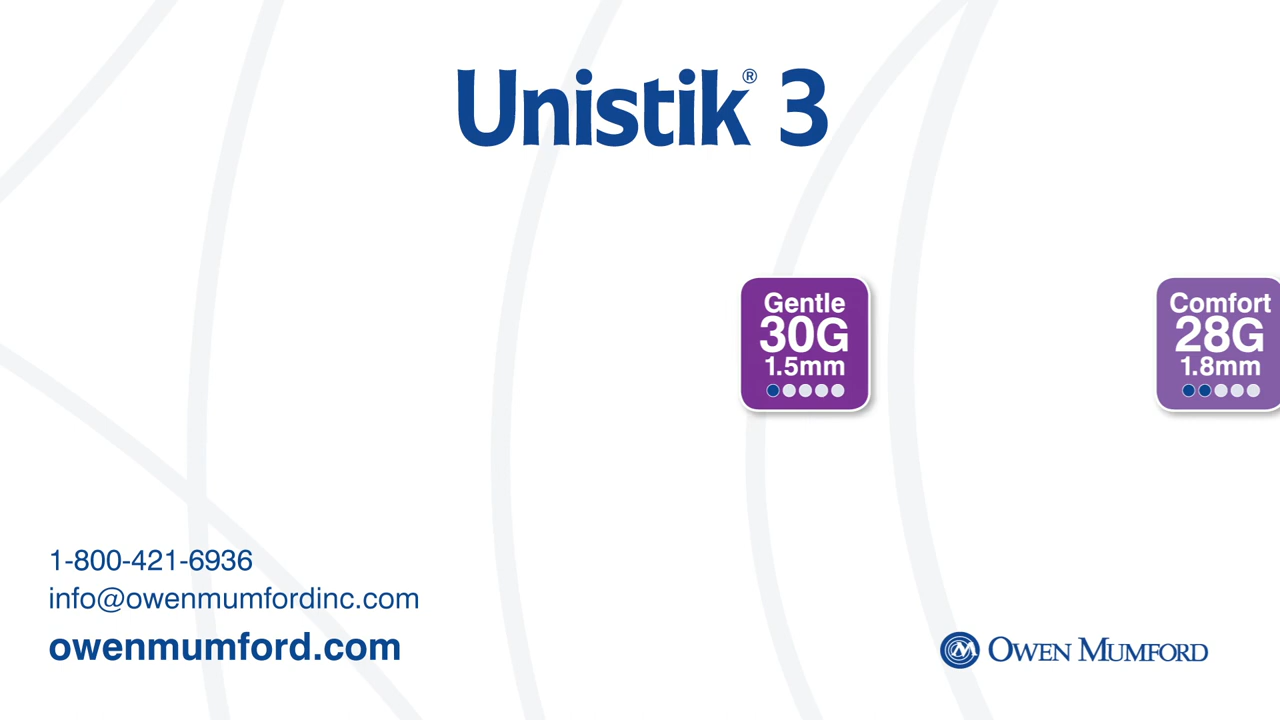 Unistik® 3
Gentle
30G
1.5mm
Comfort
28G
1.8mm
1-800-421-6936
info@owenmumfordinc.com
owenmumford.com
OWEN MUMFORD